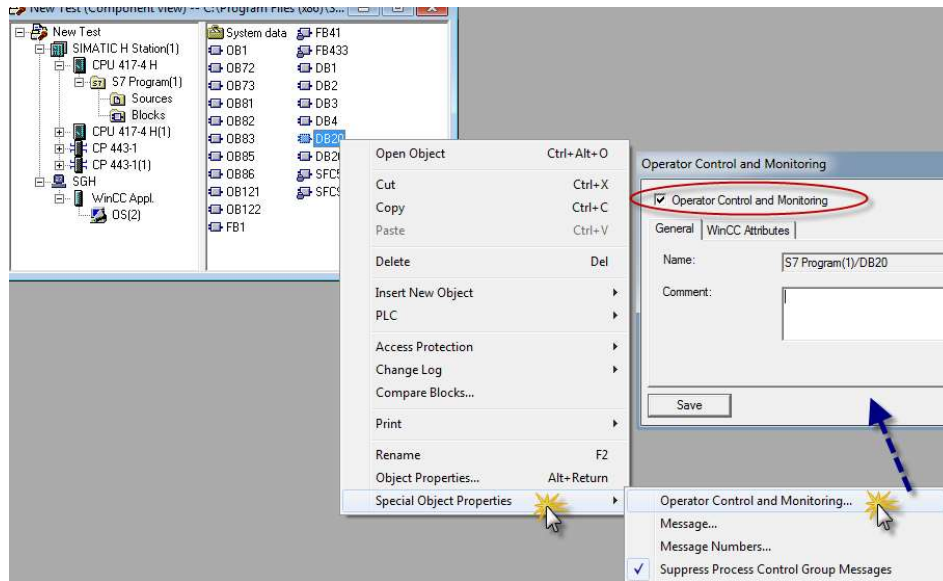 New Test (Component view) -- C:\Program Files (x86)\S...
New Test
SIMATIC H Station(1)
CPU 417-4 H
S7 Program(1)
Sources
Blocks
CPU 417-4 H(1)
CP 443-1
CP 443-1(1)
SGH
WinCC Appl.
OS(2)
System data
OB1
OB72
OB73
OB81
OB82
OB83
OB85
OB86
OB121
OB122
FB1
FB41
FB433
DB1
DB2
DB3
DB4
DB20
Open Object Ctrl+Alt+O
Cut Ctrl+X
Copy Ctrl+C
Paste Ctrl+V
Delete Del
Insert New Object
PLC
Access Protection
Change Log
Compare Blocks...
Print
Rename F2
Object Properties... Alt+Return
Special Object Properties
Operator Control and Monitoring
Operator Control and Monitoring
General WinCC Attributes
Name: S7 Program(1)/DB20
Comment:
Save
Operator Control and Monitoring...
Message...
Message Numbers...
Suppress Process Control Group Messages